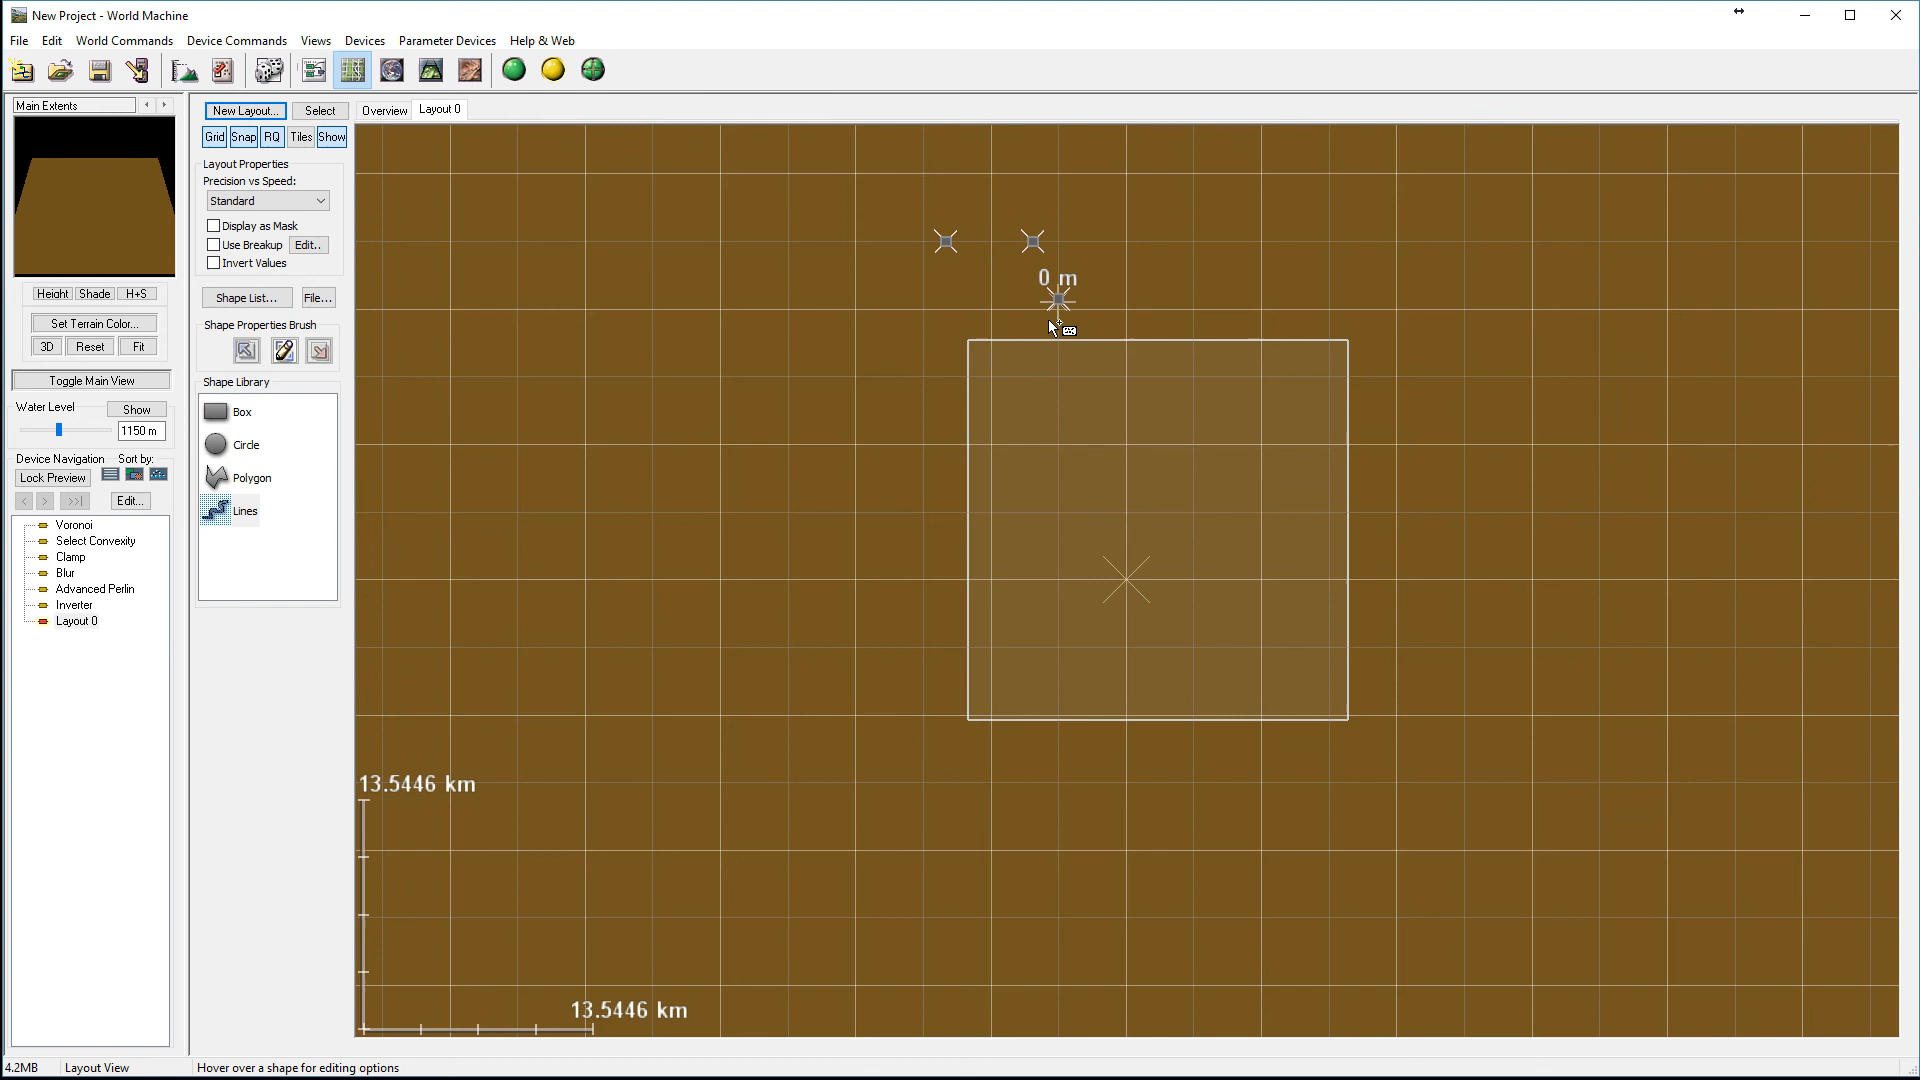 New Project - World Machine
File Edit World Commands Device Commands Views Devices Parameter Devices Help & Web
Main Extents
New Layout... Select
Overview Layout 0
Grid Snap RQ Tiles Show
Layout Properties
Precision vs Speed:
Standard
Display as Mask
Use Breakup Edit..
Invert Values
0 m
Height Shade H+S
Shape List... File...
Set Terrain Color...
Shape Properties Brush
3D Reset Fit
Toggle Main View
Shape Library
Water Level Show
1150 m
Box
Circle
Polygon
Lines
Device Navigation Sort by:
Lock Preview
< > >>| Edit...
Voronoi
Select Convexity
Clamp
Blur
Advanced Perlin
Inverter
Layout 0
13.5446 km
13.5446 km
4.2MB Layout View Hover over a shape for editing options